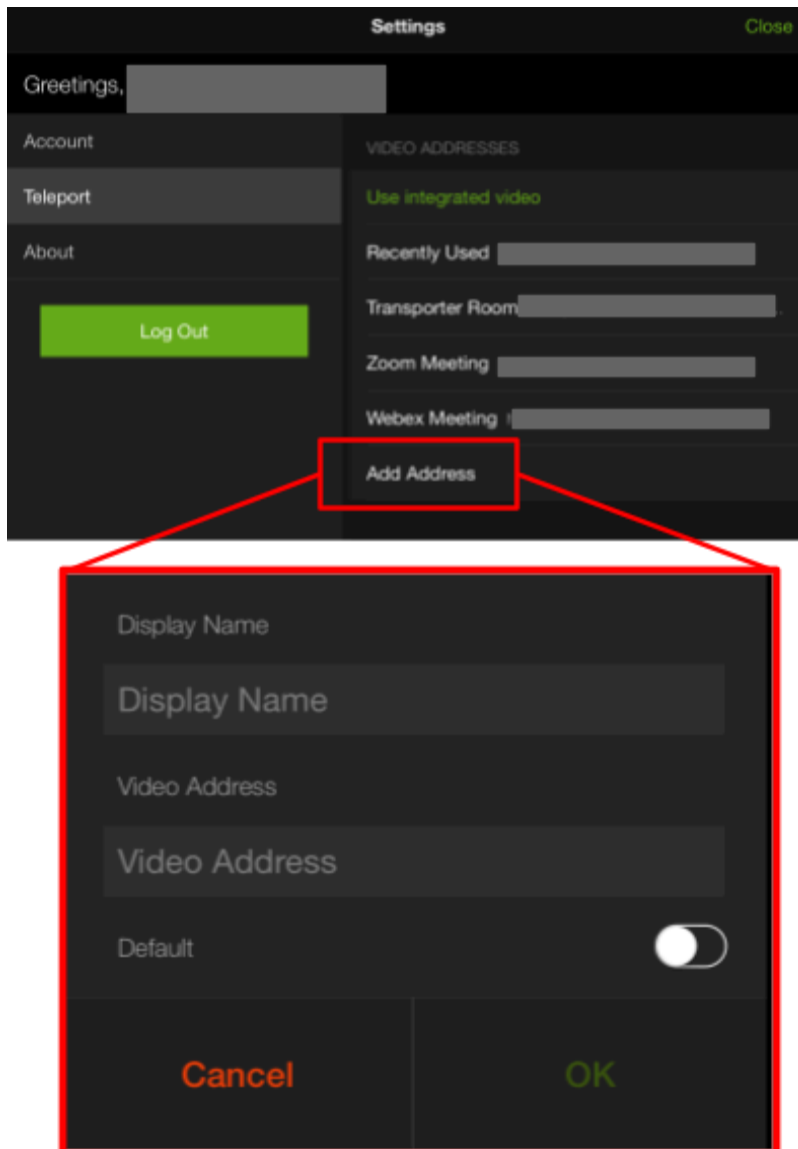 Settings
Close
Greetings,
Account
Teleport
About
Log Out
VIDEO ADDRESSES
Use integrated video
Recently Used
Transporter Room
Zoom Meeting
Webex Meeting
Add Address
Display Name
Display Name
Video Address
Video Address
Default
Cancel
OK